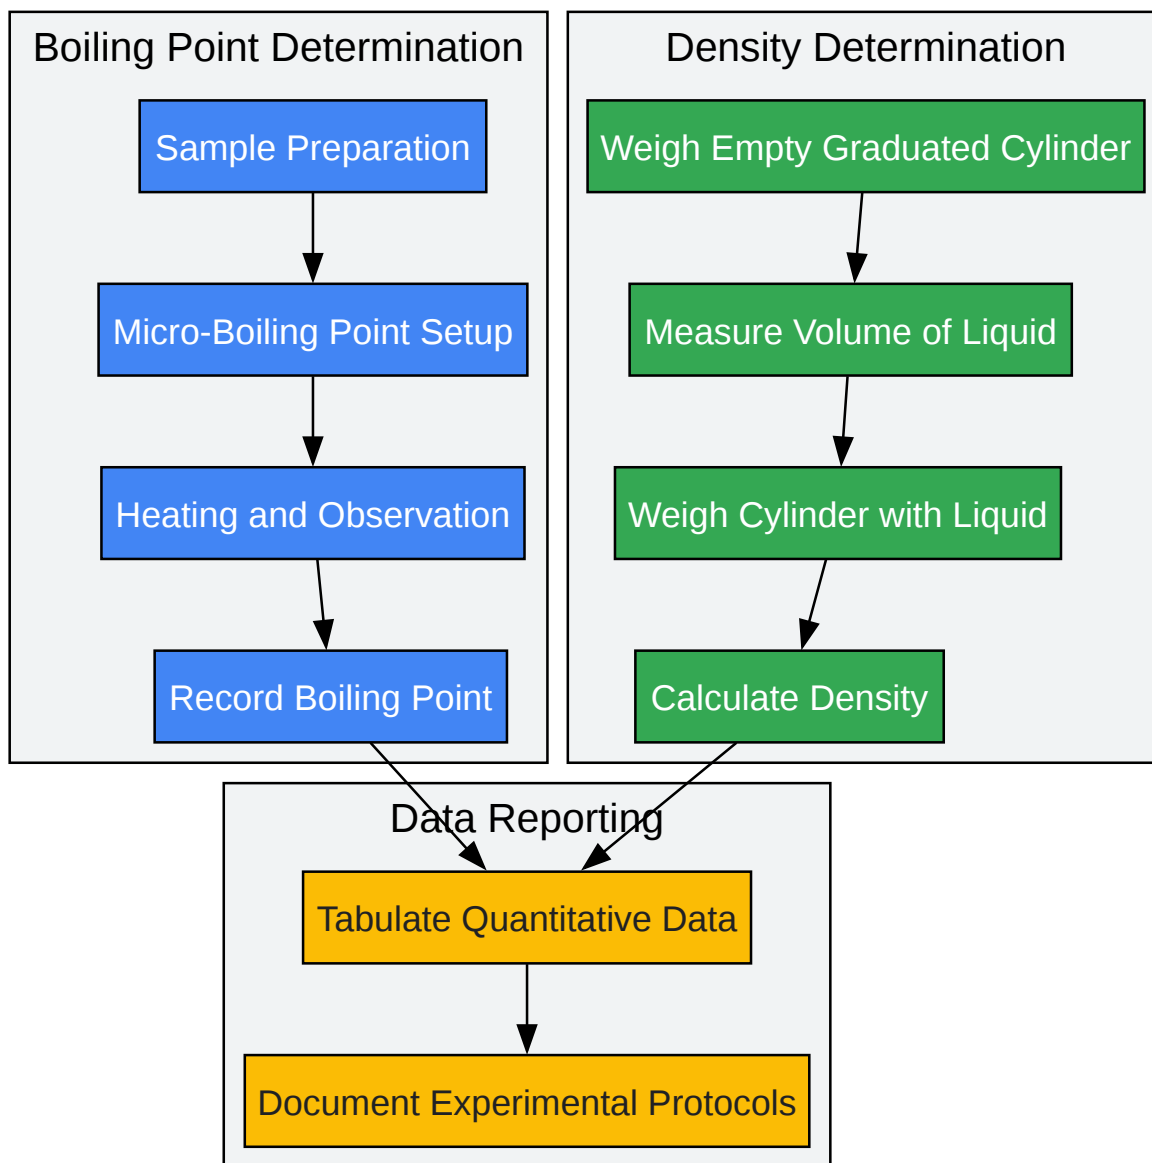 Boiling Point Determination
Sample Preparation
Micro-Boiling Point Setup
Heating and Observation
Record Boiling Point
Density Determination
Weigh Empty Graduated Cylinder
Measure Volume of Liquid
Weigh Cylinder with Liquid
Calculate Density
Data Reporting
Tabulate Quantitative Data
Document Experimental Protocols